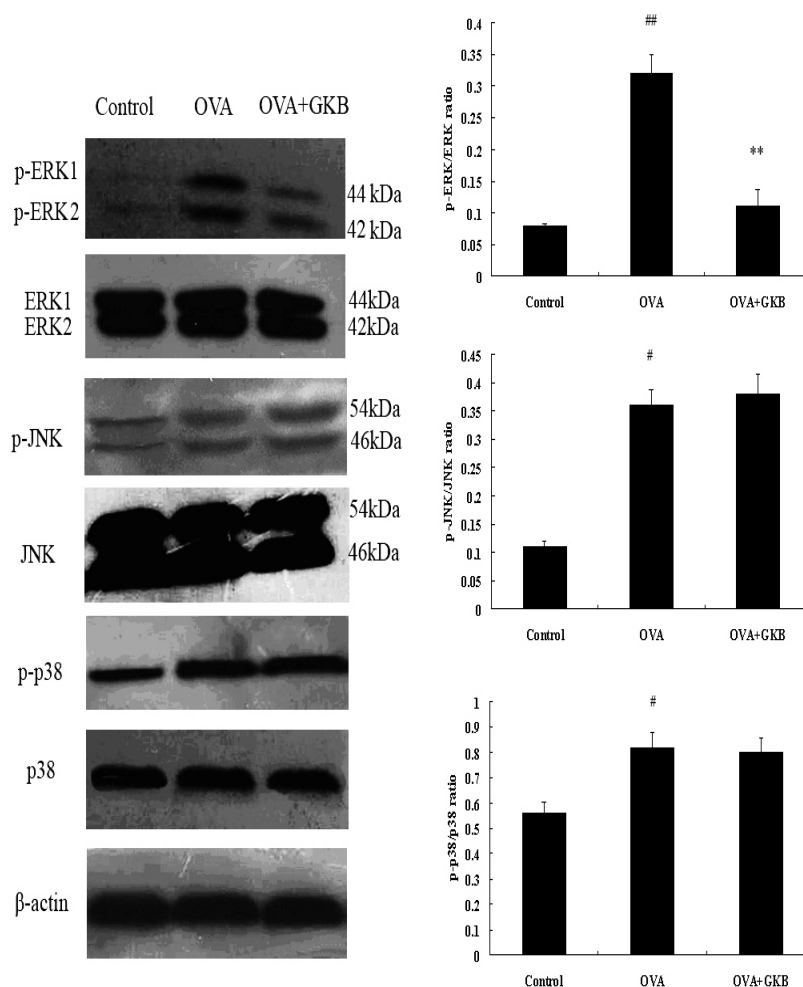 Control OVA OVA+GKB
p-ERK1
44 kDa
p-ERK2
42 kDa
ERK1
44kDa
ERK2
42kDa
54kDa
p-JNK
46kDa
54kDa
JNK
46kDa
p-p38
p38
β-actin
p-ERK/ERK ratio
0.4
0.35
0.3
0.25
0.2
0.15
0.1
0.05
0
##
**
Control OVA OVA+GKB
p-JNK/JNK ratio
0.45
0.4
0.35
0.3
0.25
0.2
0.15
0.1
0.05
0
#
Control OVA OVA+GKB
p-p38/p38 ratio
1
0.9
0.8
0.7
0.6
0.5
0.4
0.3
0.2
0.1
0
#
Control OVA OVA+GKB